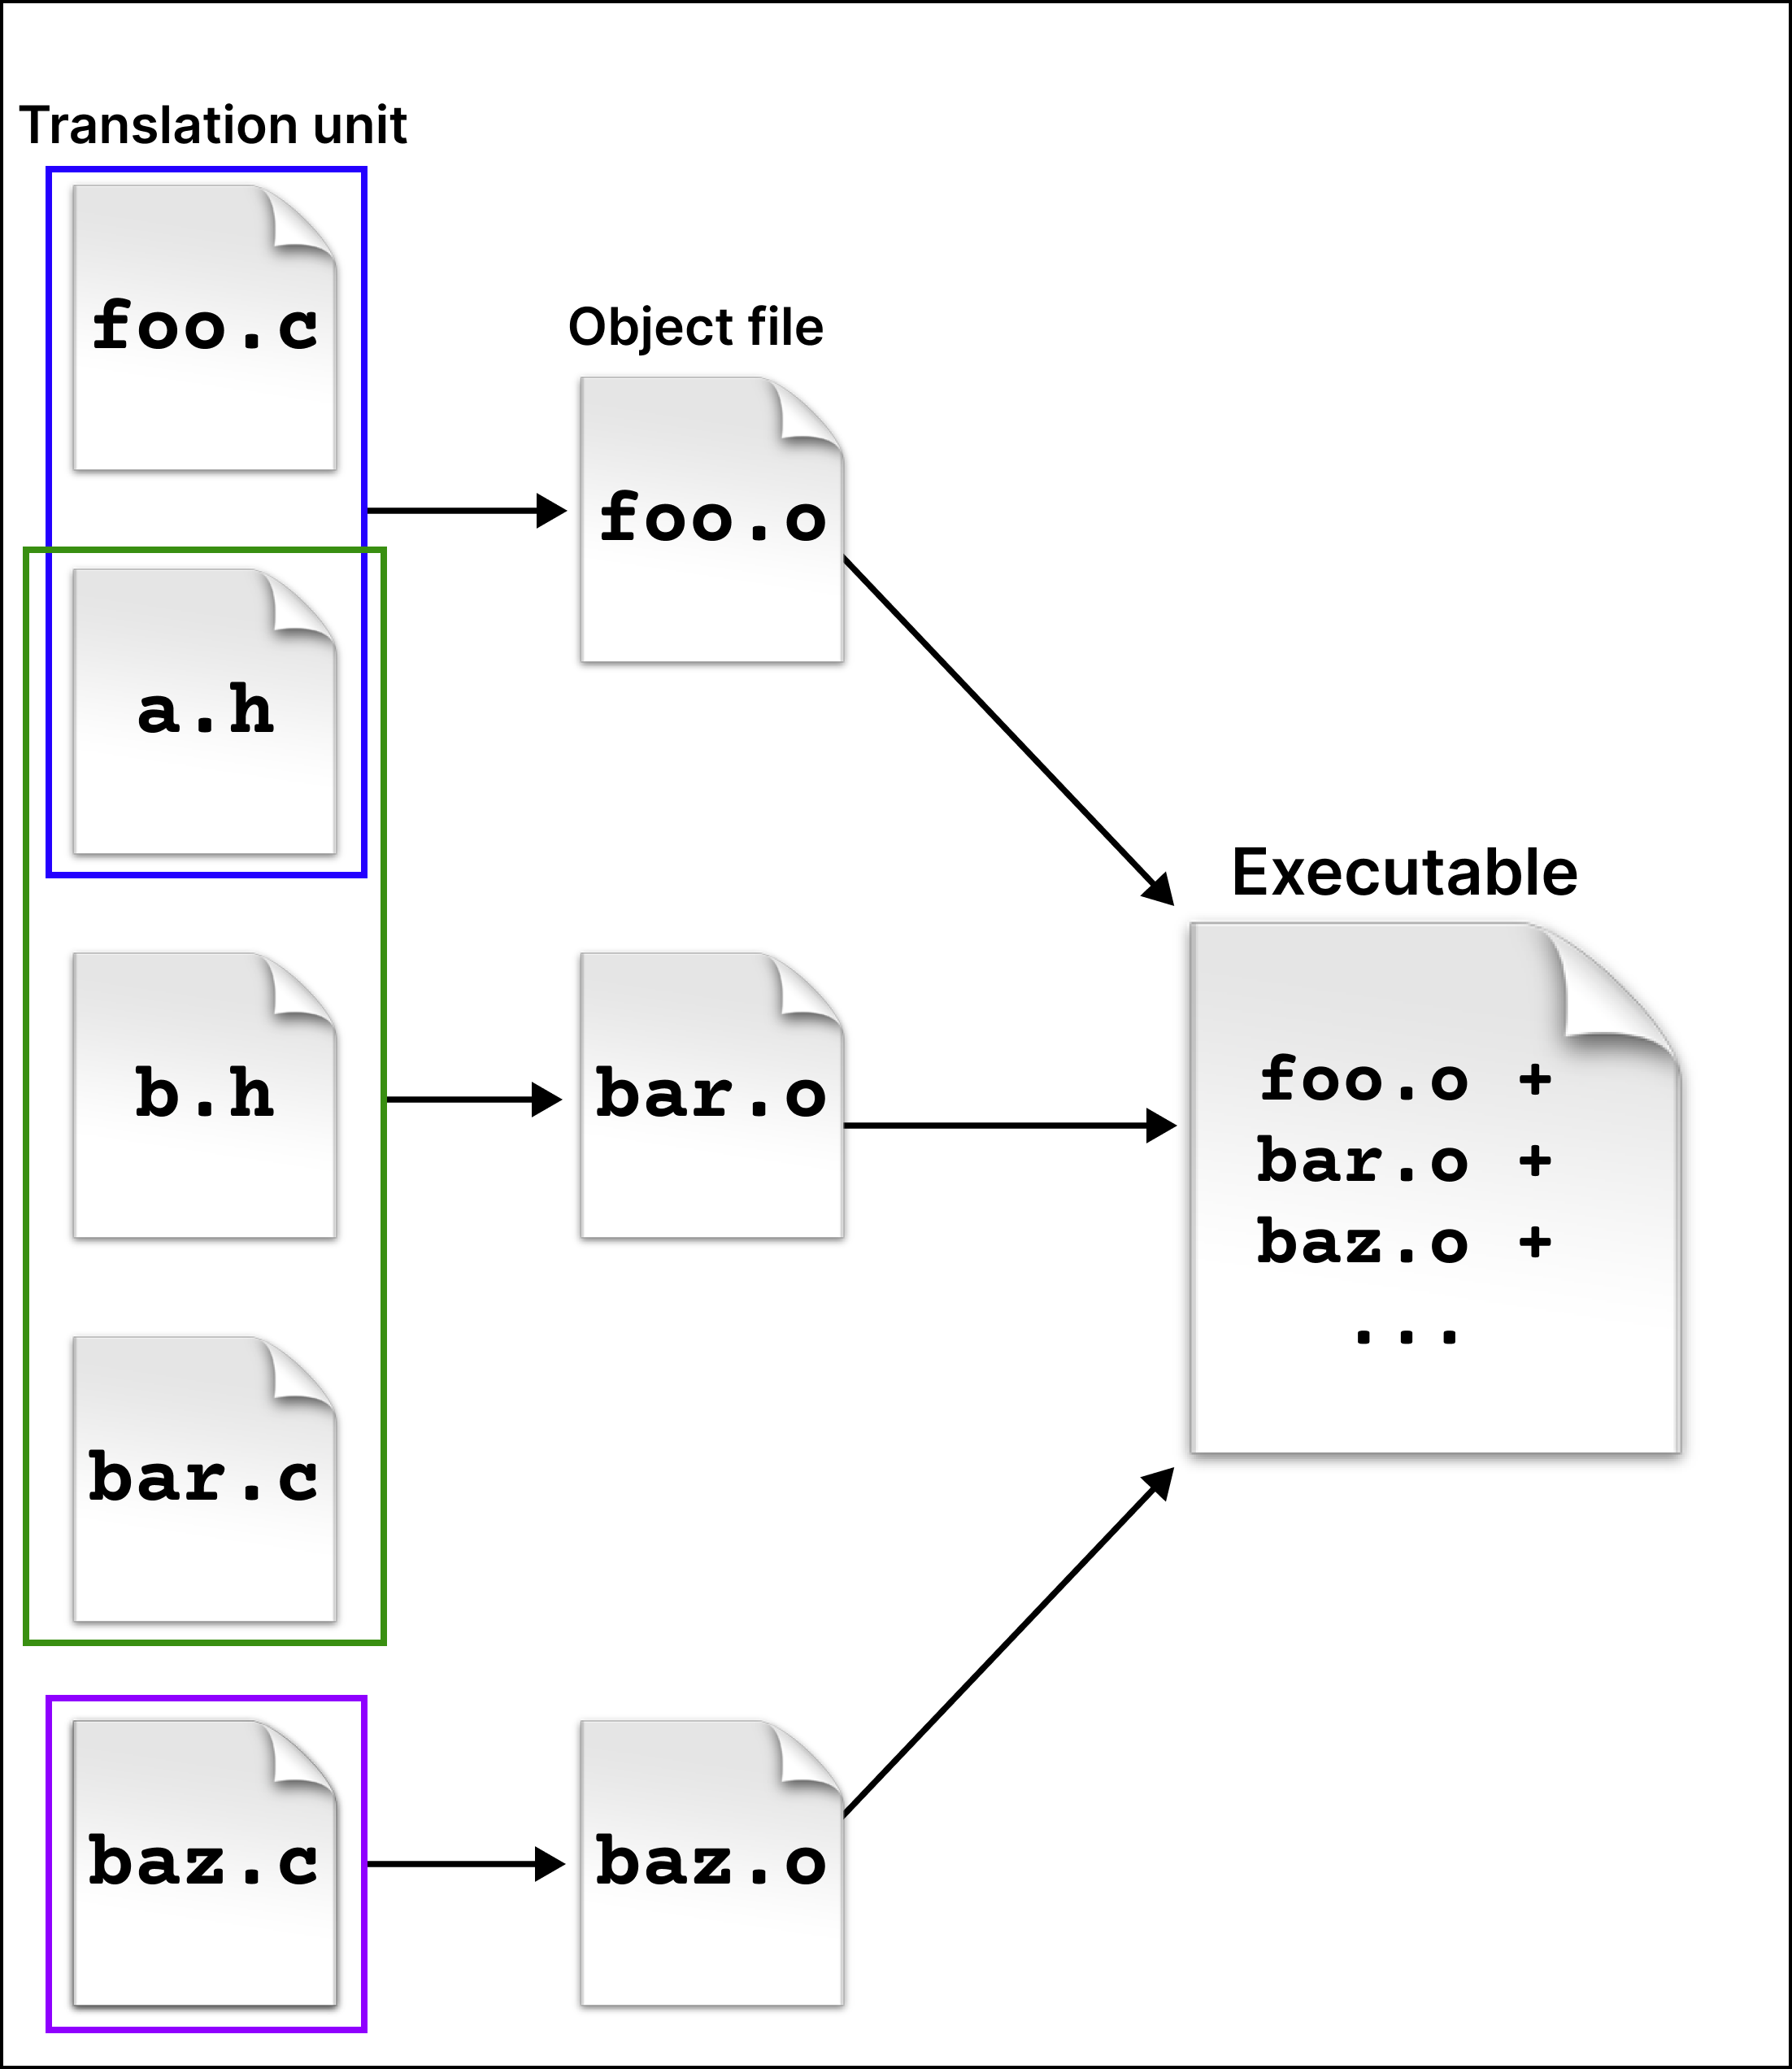 Translation unit
foo.c
a.h
b.h
bar.c
baz.c
Object file
foo.o
bar.o
baz.o
Executable
foo.o +
bar.o +
baz.o +
...